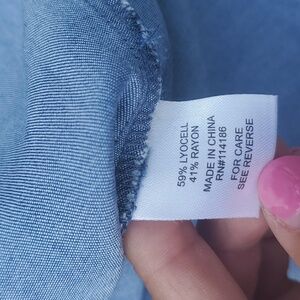 59% LYOCELL
41% RAYON
MADE IN CHINA
RN#114186
FOR CARE
SEE REVERSE